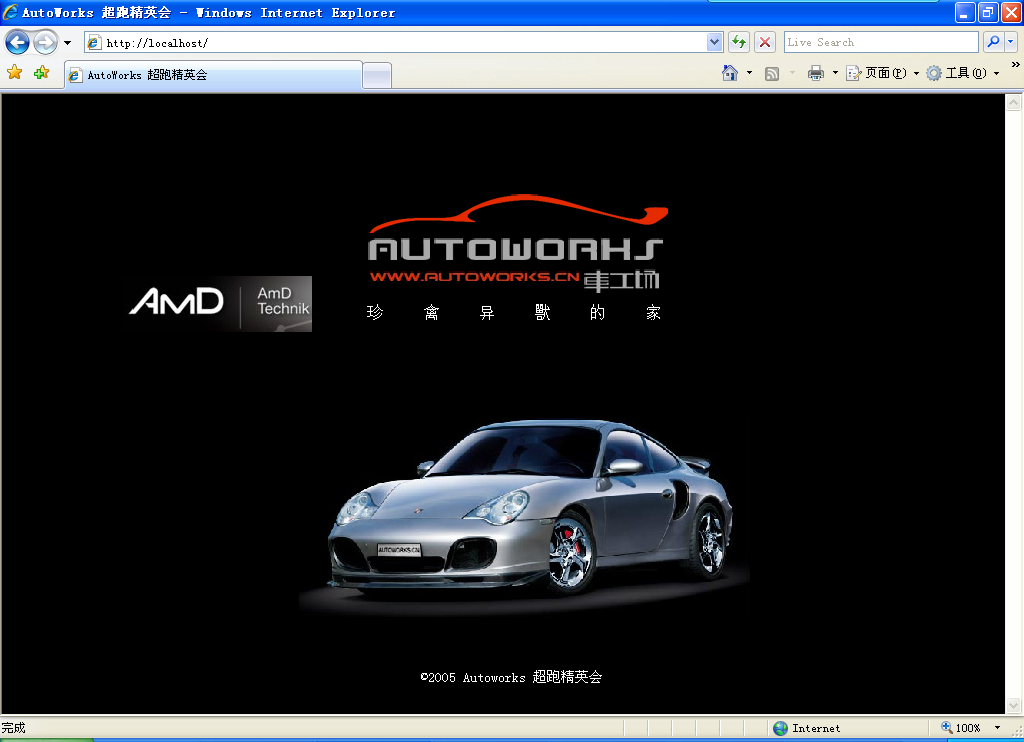 AutoWorks 超跑精英会 - Windows Internet Explorer
http://localhost/
Live Search
AutoWorks 超跑精英会
页面(P)
工具(O)
»
AUTOWORKS
WWW.AUTOWORKS.CN 車工场
AMD
AmD
Technik
珍 禽 异 獸 的 家
AUTOWORKS.CN
©2005 Autoworks 超跑精英会
完成
Internet
100%